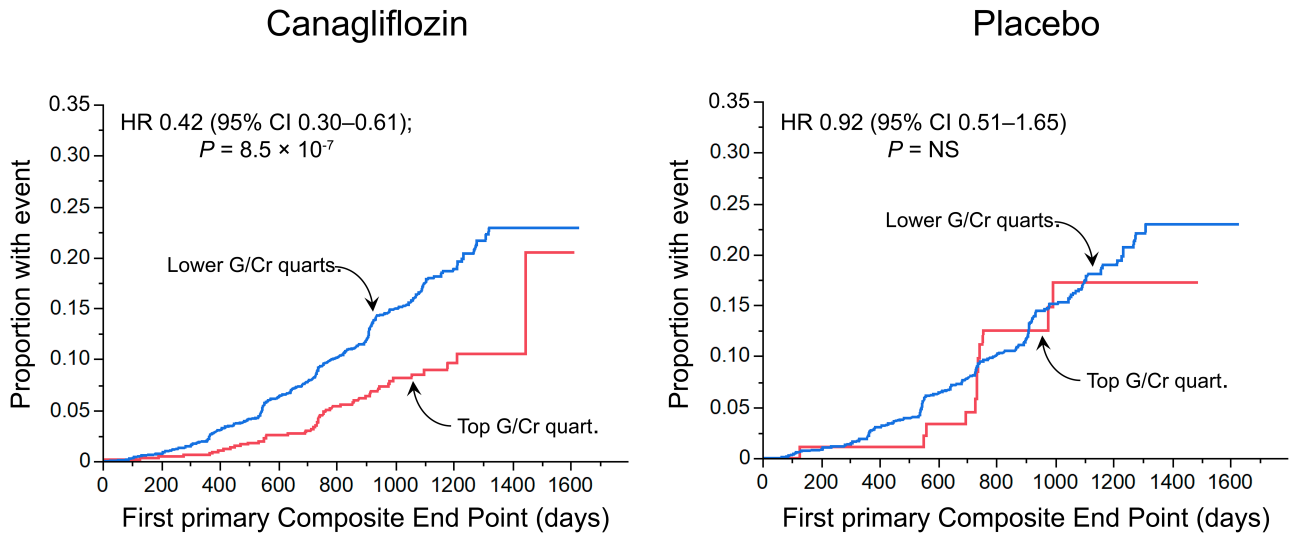 Canagliflozin
Placebo
0.35
0.30
0.25
0.20
0.15
0.10
0.05
0
HR 0.42 (95% CI 0.30–0.61);
P = 8.5 × 10-7
Lower G/Cr quarts.
Top G/Cr quart.
Proportion with event
0 200 400 600 800 1000 1200 1400 1600
First primary Composite End Point (days)
0.35
0.30
0.25
0.20
0.15
0.10
0.05
0
HR 0.92 (95% CI 0.51–1.65)
P = NS
Lower G/Cr quarts.
Top G/Cr quart.
Proportion with event
0 200 400 600 800 1000 1200 1400 1600
First primary Composite End Point (days)